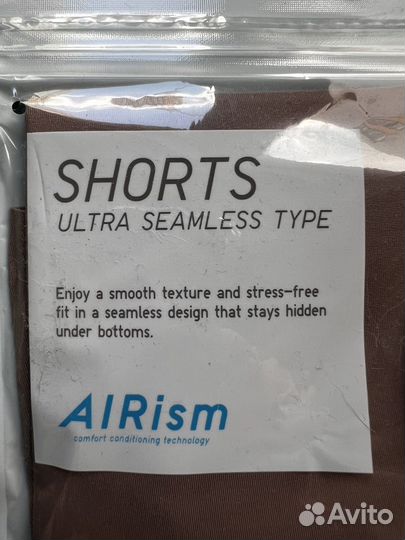 SHORTS
ULTRA SEAMLESS TYPE
Enjoy a smooth texture and stress-free
fit in a seamless design that stays hidden
under bottoms.
AIRism
comfort conditioning technology
Avito